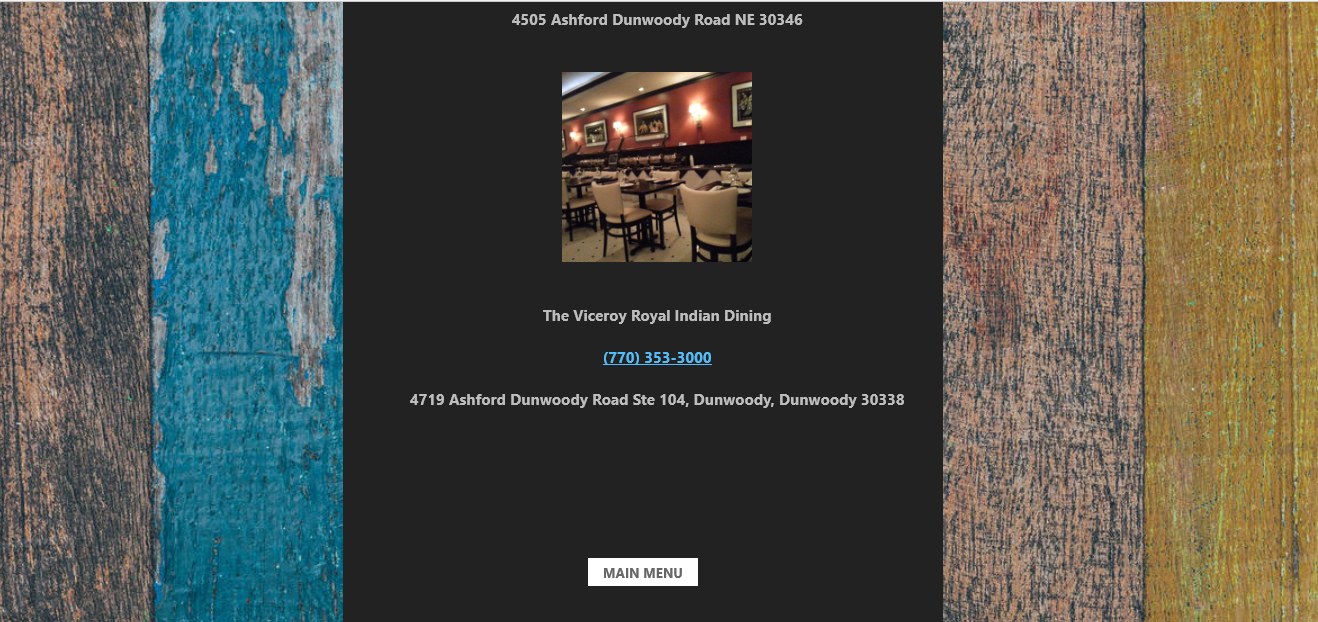 4505 Ashford Dunwoody Road NE 30346
The Viceroy Royal Indian Dining
(770) 353-3000
4719 Ashford Dunwoody Road Ste 104, Dunwoody, Dunwoody 30338
MAIN MENU